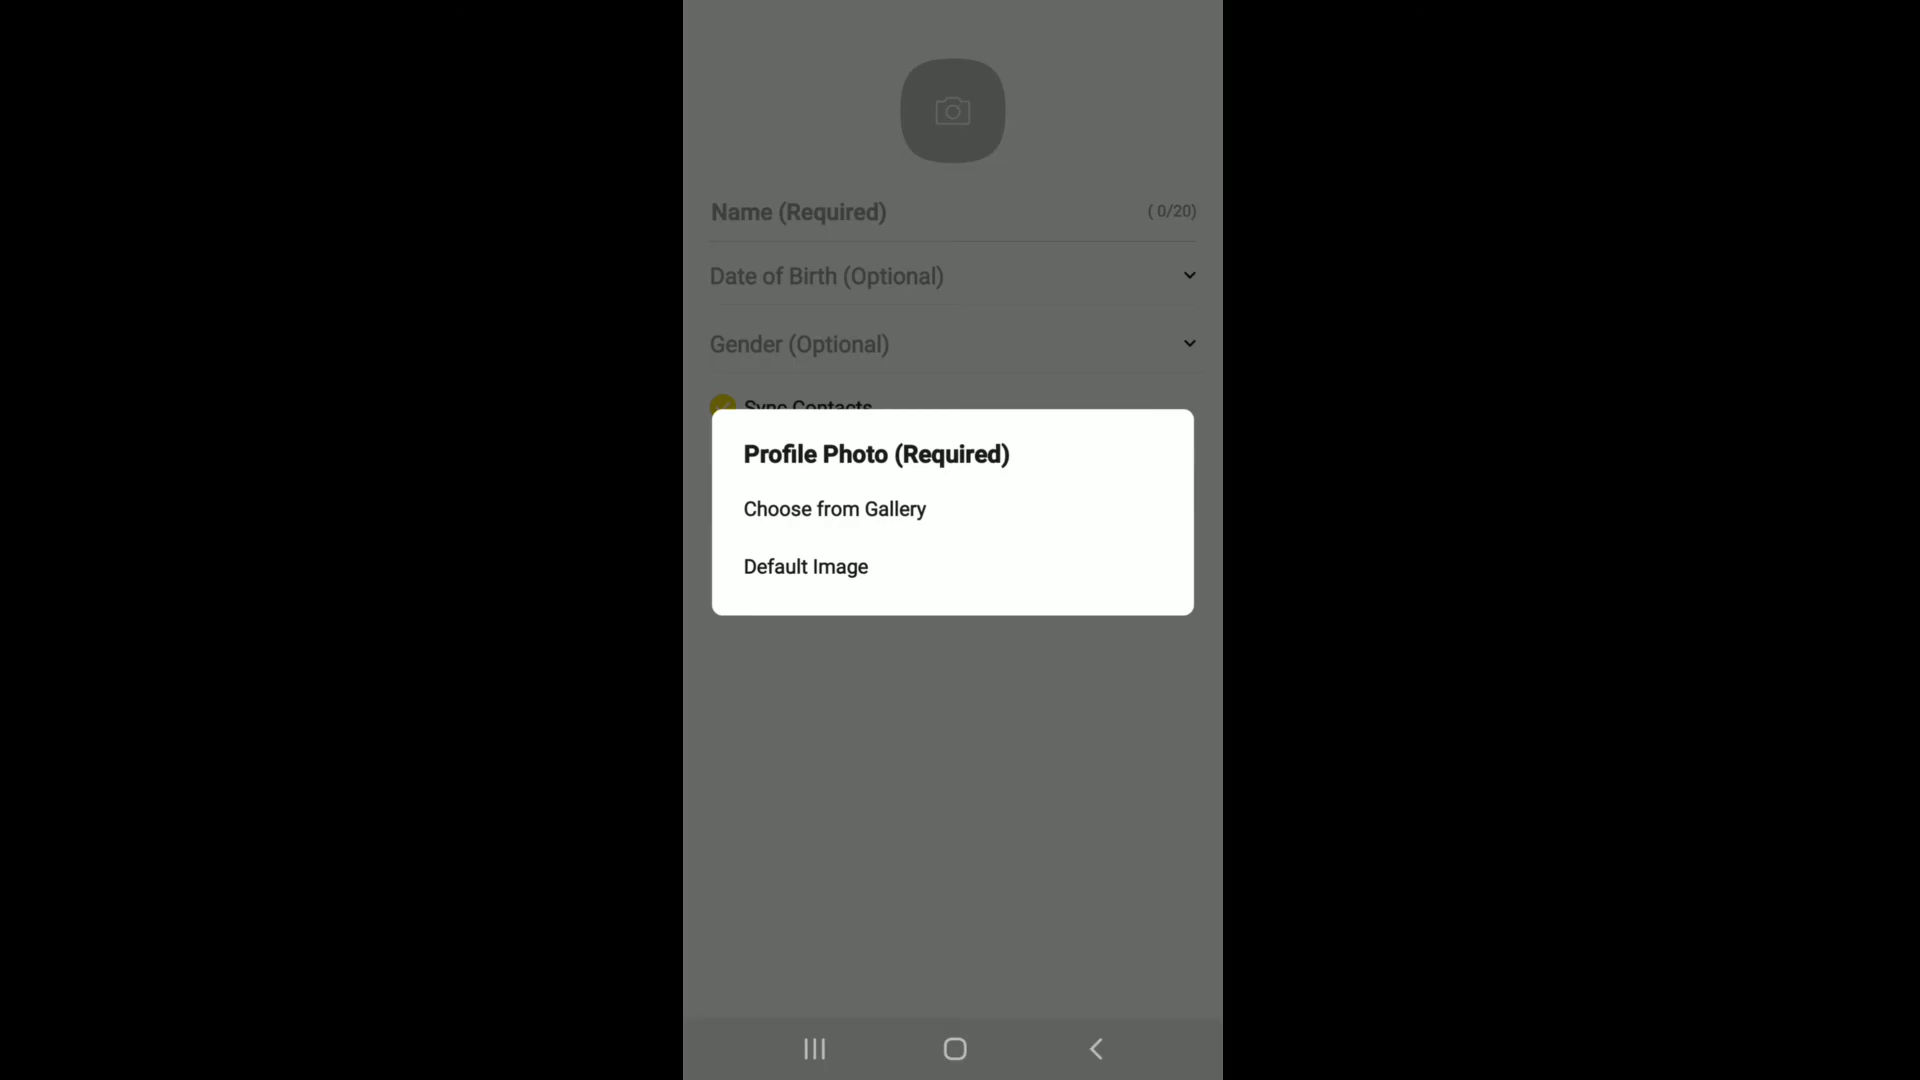 Name (Required) ( 0/20)
Date of Birth (Optional)
Gender (Optional)
Sync Contacts
Profile Photo (Required)
Choose from Gallery
Default Image